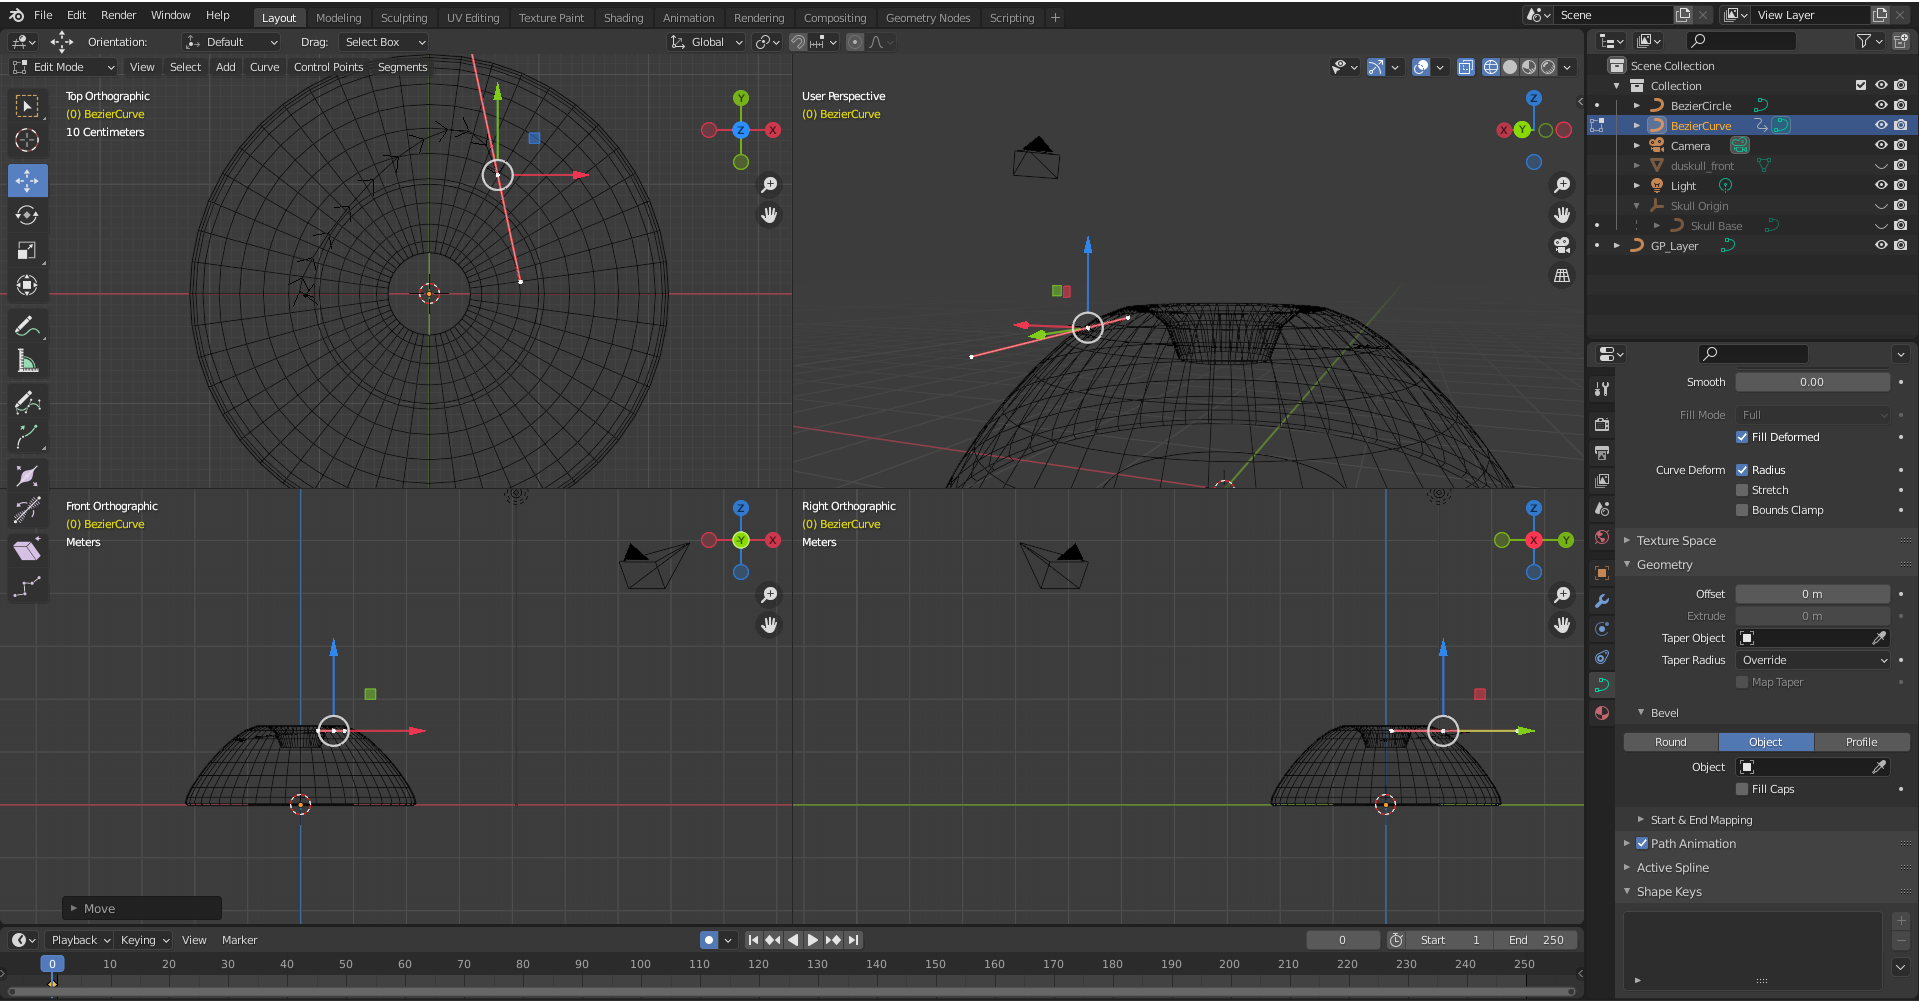 File Edit Render Window Help Layout Modeling Sculpting UV Editing Texture Paint Shading Animation Rendering Compositing Geometry Nodes Scripting + Scene View Layer
Orientation: Default Drag: Select Box Global
Edit Mode View Select Add Curve Control Points Segments
Top Orthographic
(0) BezierCurve
10 Centimeters
Y
Z X
User Perspective
(0) BezierCurve
Z
X Y
Front Orthographic
(0) BezierCurve
Meters
Z
Y X
Right Orthographic
(0) BezierCurve
Meters
Z
X Y
Move
Scene Collection
Collection
BezierCircle
BezierCurve
Camera
duskull_front
Light
Skull Origin
Skull Base
GP_Layer
Smooth 0.00
Fill Mode Full
Fill Deformed
Curve Deform Radius
Stretch
Bounds Clamp
Texture Space
Geometry
Offset 0 m
Extrude 0 m
Taper Object
Taper Radius Override
Map Taper
Bevel
Round Object Profile
Object
Fill Caps
Start & End Mapping
Path Animation
Active Spline
Shape Keys
Playback Keying View Marker 0 Start 1 End 250
0 10 20 30 40 50 60 70 80 90 100 110 120 130 140 150 160 170 180 190 200 210 220 230 240 250